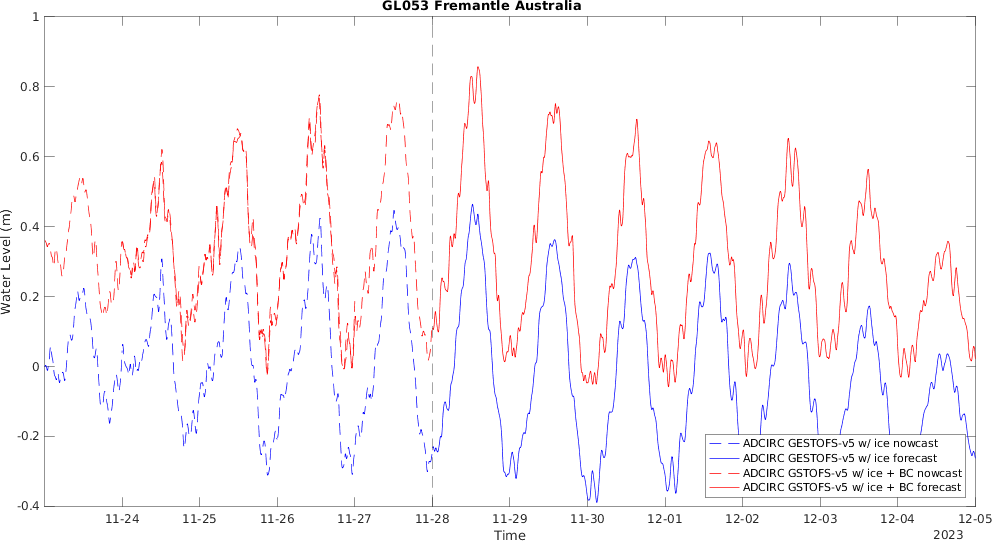 GL053 Fremantle Australia
Water Level (m)
1
0.8
0.6
0.4
0.2
0
-0.2
-0.4
ADCIRC GESTOFS-v5 w/ ice nowcast
ADCIRC GESTOFS-v5 w/ ice forecast
ADCIRC GSTOFS-v5 w/ ice + BC nowcast
ADCIRC GSTOFS-v5 w/ ice + BC forecast
11-24 11-25 11-26 11-27 11-28 11-29 11-30 12-01 12-02 12-03 12-04 12-05
Time
2023